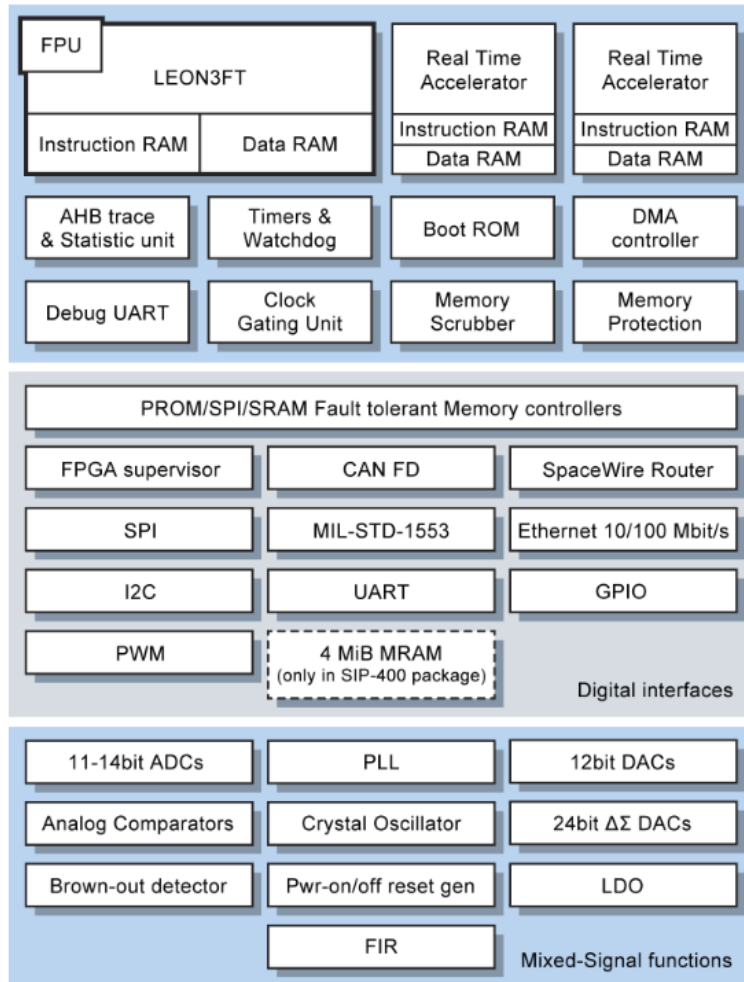 FPU
LEON3FT
Instruction RAM
Data RAM
Real Time
Accelerator
Instruction RAM
Data RAM
Real Time
Accelerator
Instruction RAM
Data RAM
AHB trace
& Statistic unit
Timers &
Watchdog
Boot ROM
DMA
controller
Debug UART
Clock
Gating Unit
Memory
Scrubber
Memory
Protection
PROM/SPI/SRAM Fault tolerant Memory controllers
FPGA supervisor
CAN FD
SpaceWire Router
SPI
MIL-STD-1553
Ethernet 10/100 Mbit/s
I2C
UART
GPIO
PWM
4 MiB MRAM
(only in SIP-400 package)
Digital interfaces
11-14bit ADCs
PLL
12bit DACs
Analog Comparators
Crystal Oscillator
24bit ΔΣ DACs
Brown-out detector
Pwr-on/off reset gen
LDO
FIR
Mixed-Signal functions